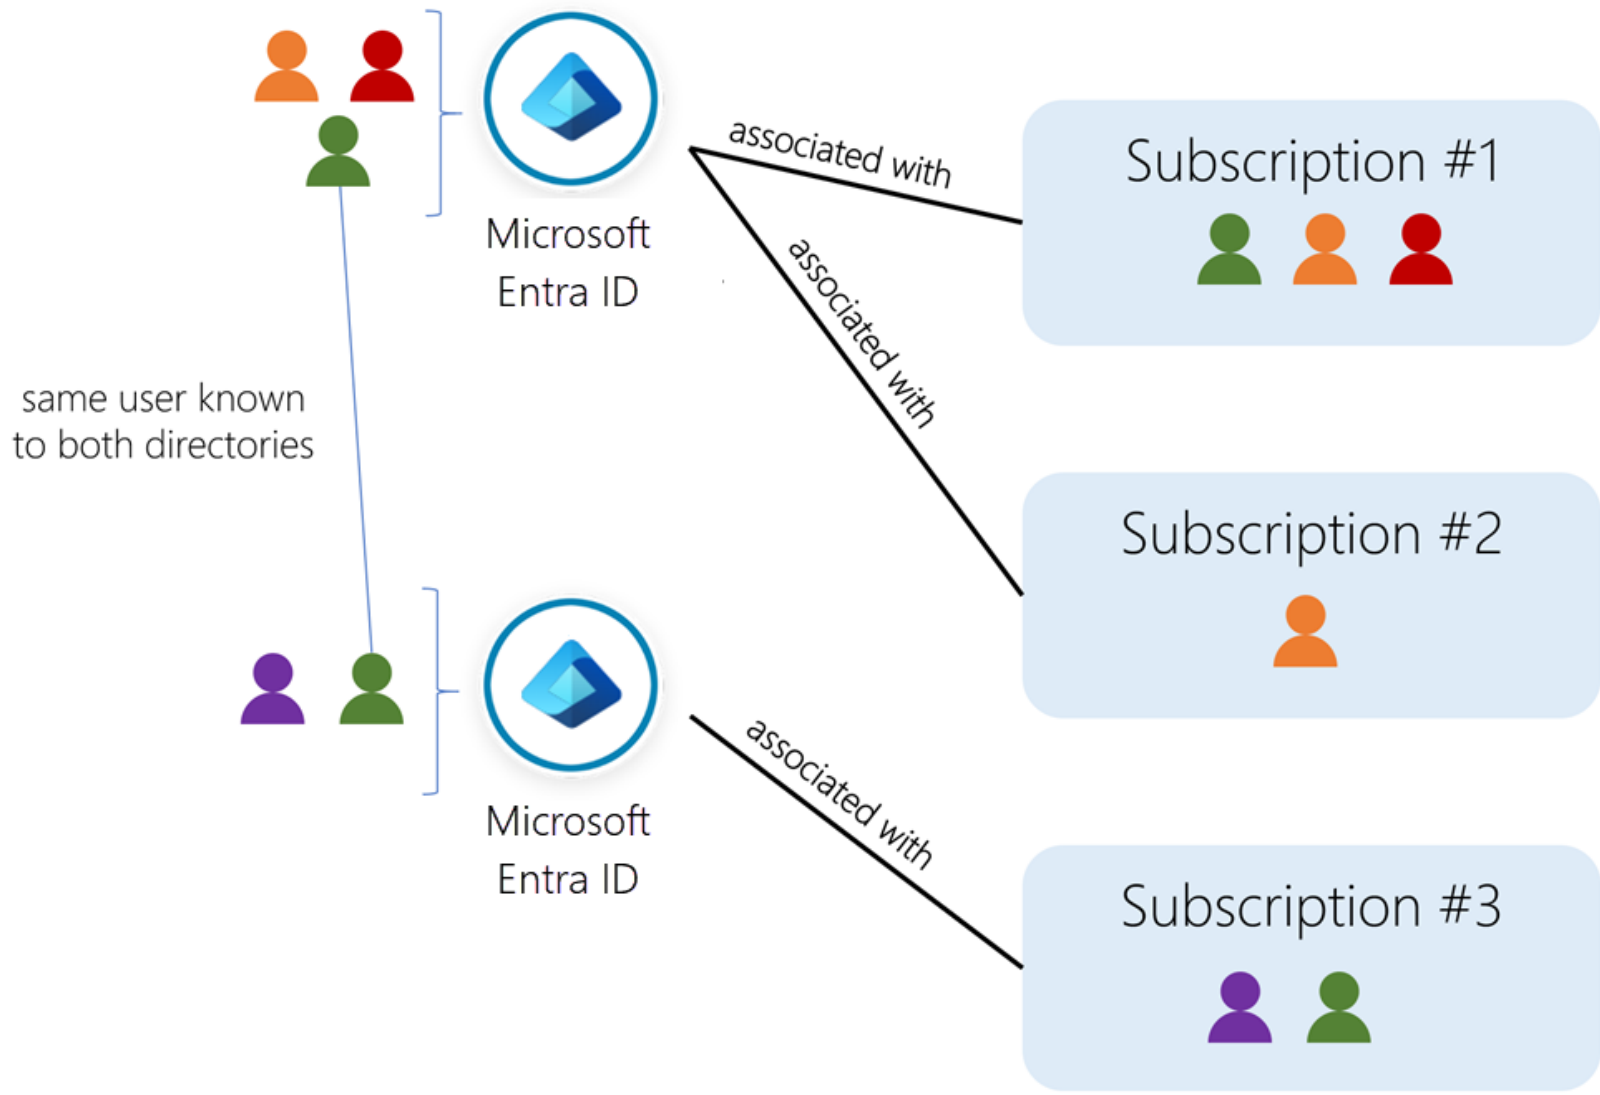 Microsoft
Entra ID
associated with
Subscription #1
associated with
same user known
to both directories
Subscription #2
Microsoft
Entra ID
associated with
Subscription #3